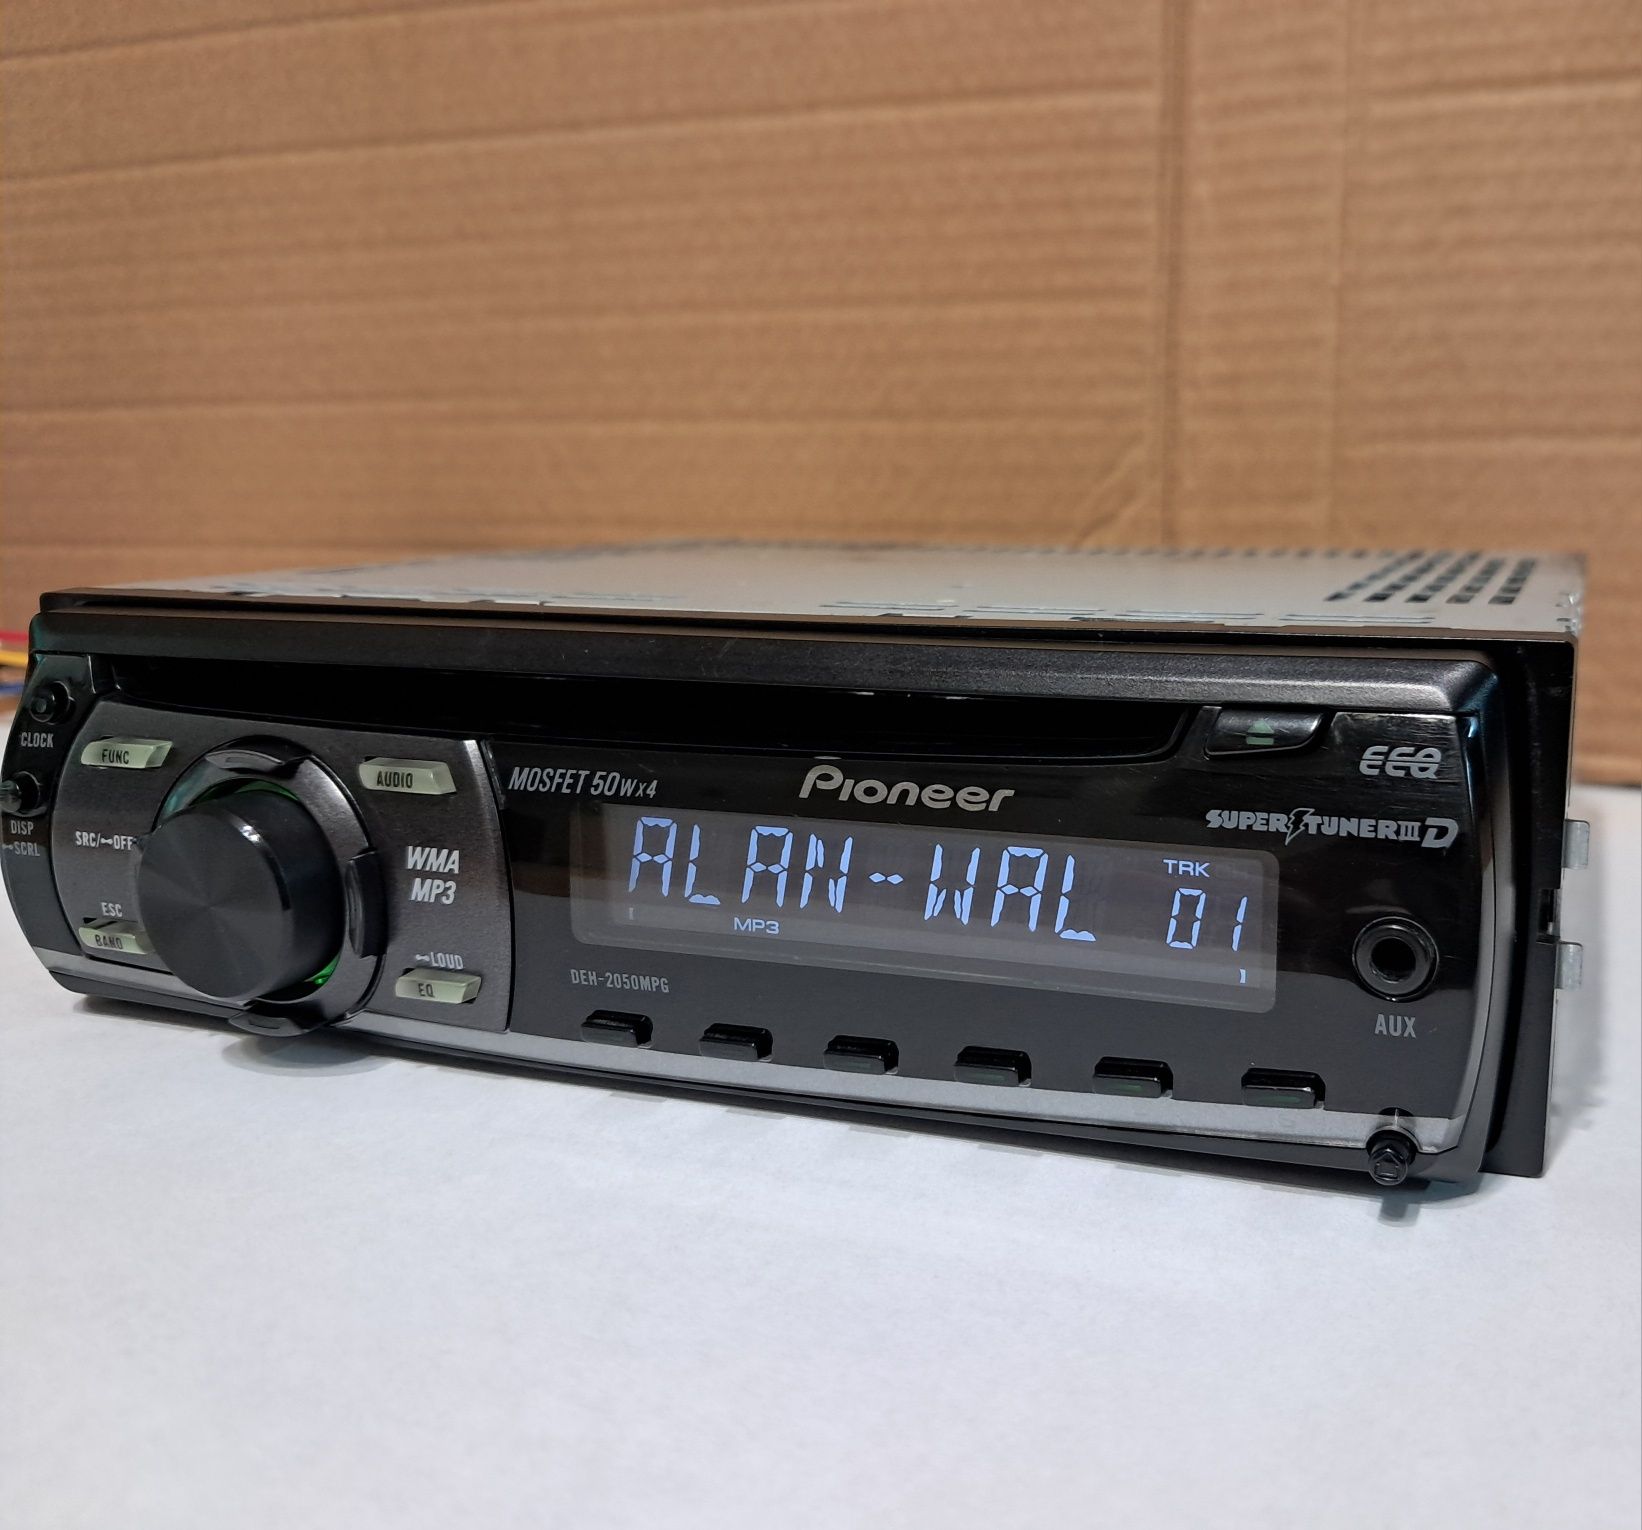 CLOCK
FUNC
AUDIO
DISP
SCRL
SRC/OFF
WMA
MP3
ESC
BAND
LOUD
EQ
MOSFET 50Wx4
Pioneer
EEQ
SUPER TUNER III D
ALAN-WAL
TRK
01
MP3
DEH-2050MPG
AUX